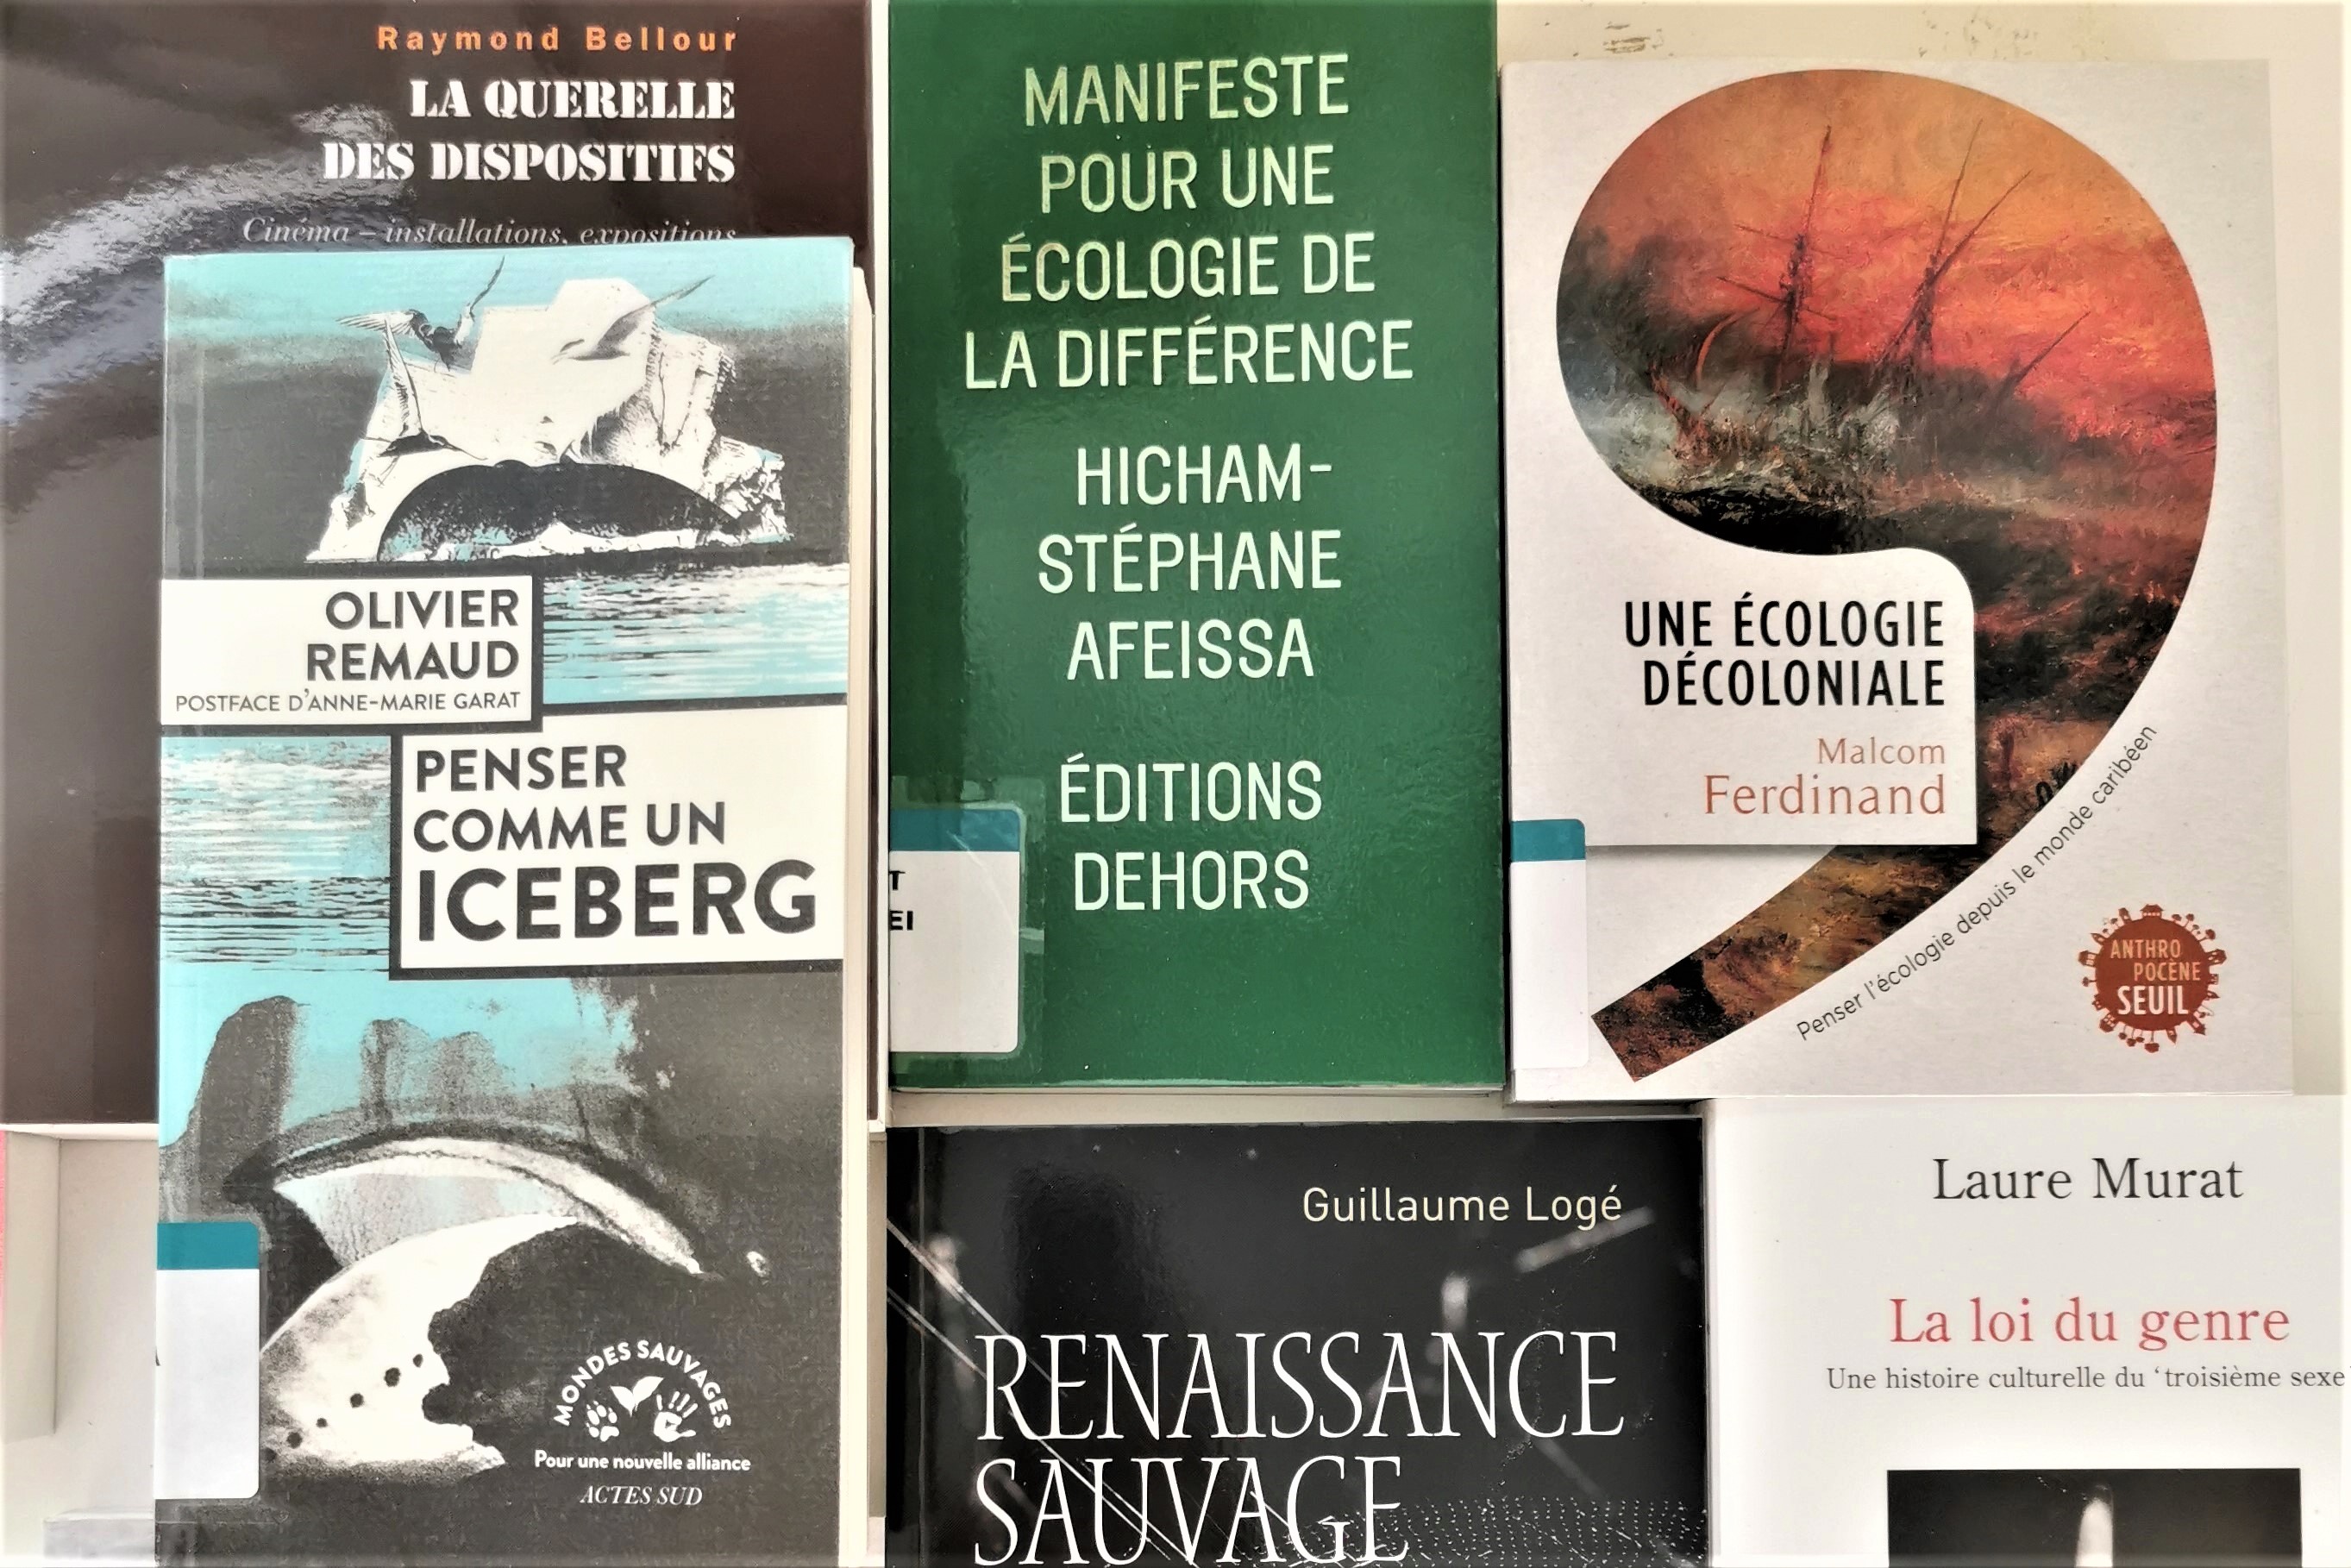 Raymond Bellour
LA QUERELLE
DES DISPOSITIFS
Cinéma – installations, expositions
OLIVIER
REMAUD
POSTFACE D'ANNE-MARIE GARAT
PENSER
COMME UN
ICEBERG
MONDES SAUVAGES
Pour une nouvelle alliance
ACTES SUD
MANIFESTE
POUR UNE
ÉCOLOGIE DE
LA DIFFÉRENCE
HICHAM-
STÉPHANE
AFEISSA
ÉDITIONS
DEHORS
T
EI
UNE ÉCOLOGIE
DÉCOLONIALE
Malcom
Ferdinand
Penser l'écologie depuis le monde caribéen
ANTHRO
POCÈNE
SEUIL
Guillaume Logé
RENAISSANCE
SAUVAGE
Laure Murat
La loi du genre
Une histoire culturelle du ‘troisième sexe